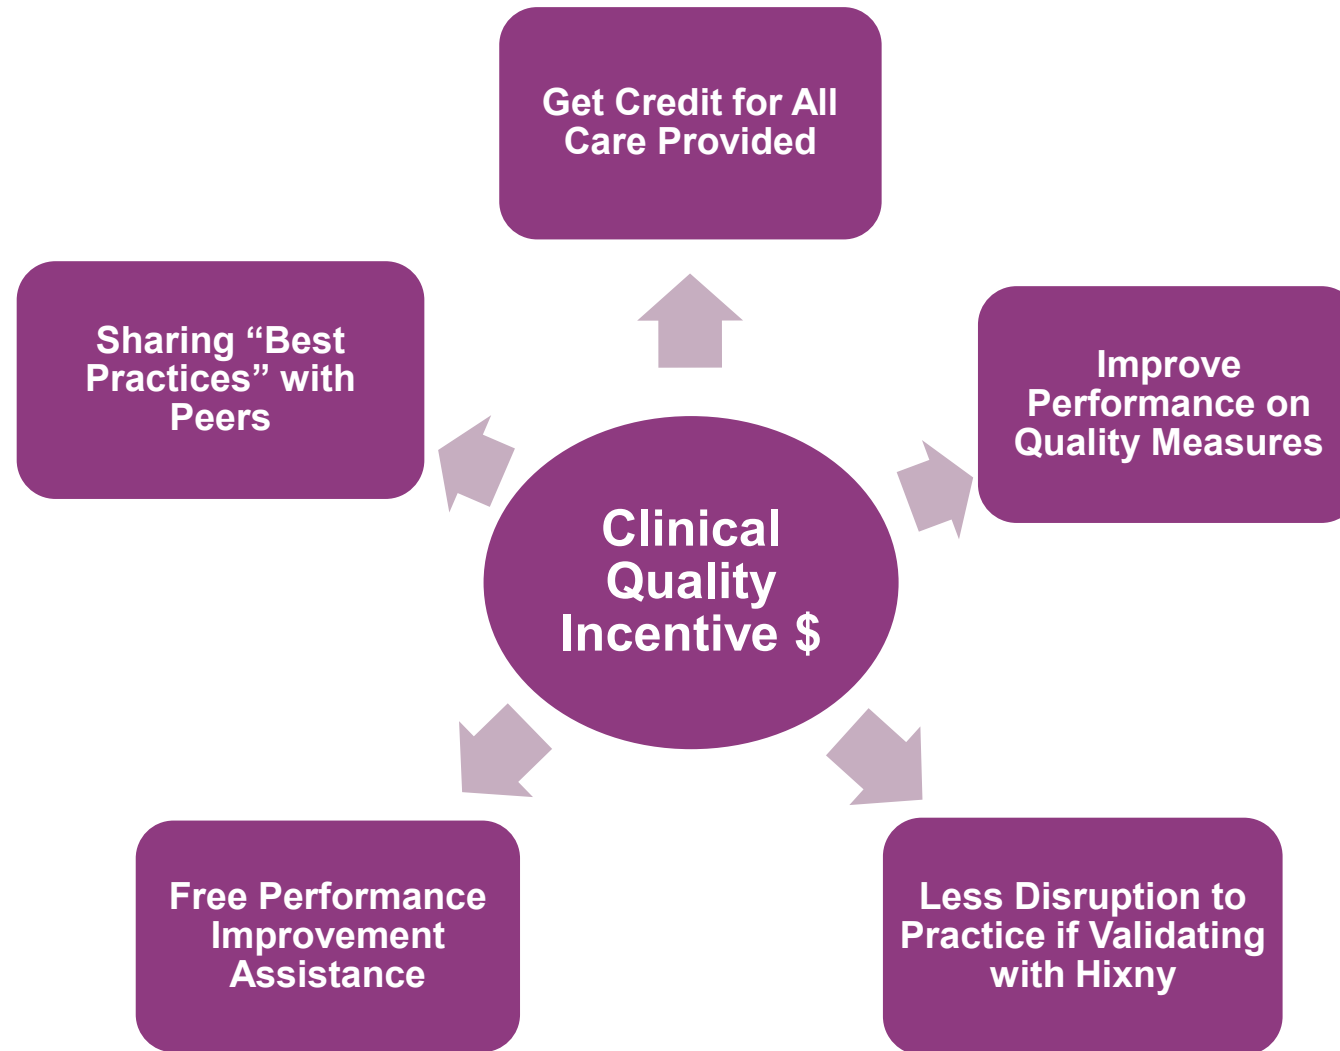 Get Credit for All
Care Provided
Sharing “Best
Practices” with
Peers
Improve
Performance on
Quality Measures
Clinical
Quality
Incentive $
Free Performance
Improvement
Assistance
Less Disruption to
Practice if Validating
with Hixny